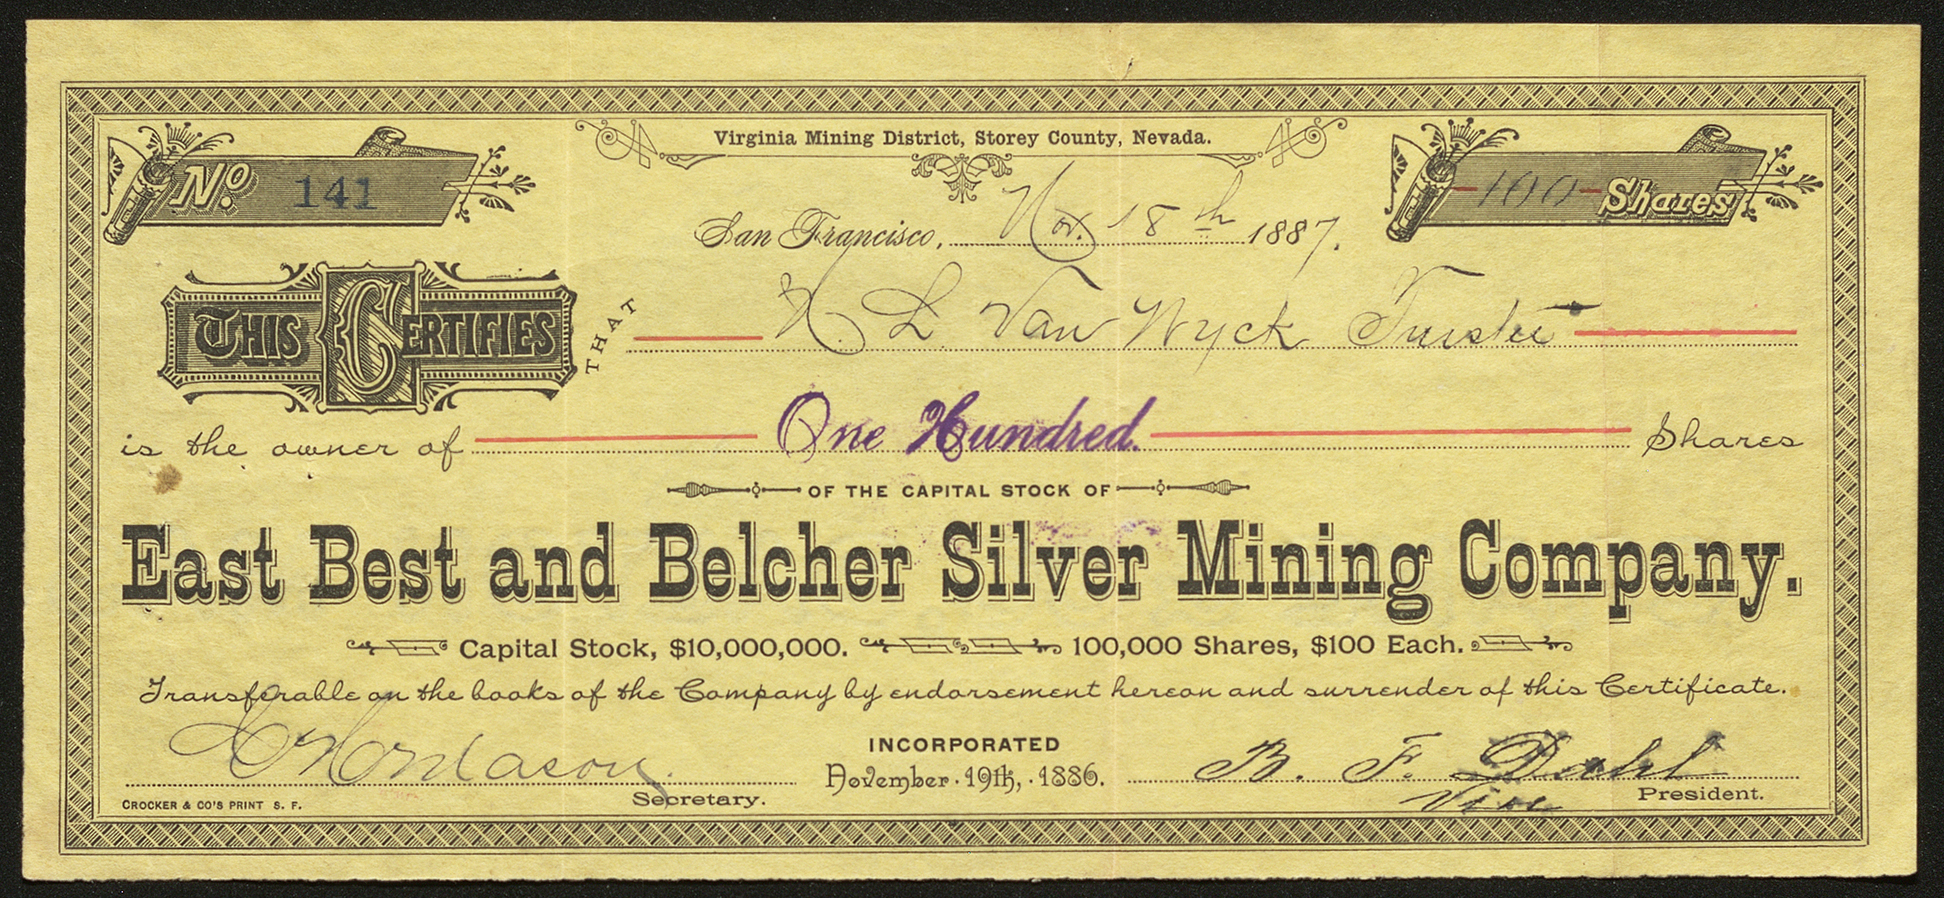 Virginia Mining District, Storey County, Nevada.
No. 141
-100- Shares
San Francisco, Nov. 18th 1887.
THIS CERTIFIES THAT H. L. Van Wyck Trustee
is the owner of One Hundred. Shares
OF THE CAPITAL STOCK OF
East Best and Belcher Silver Mining Company.
Capital Stock, $10,000,000. 100,000 Shares, $100 Each.
Transferable on the books of the Company by endorsement hereon and surrender of this Certificate.
INCORPORATED
November 19th, 1886.
B. F. Dahl
Secretary.
Vice President.
CROCKER & CO'S PRINT S. F.